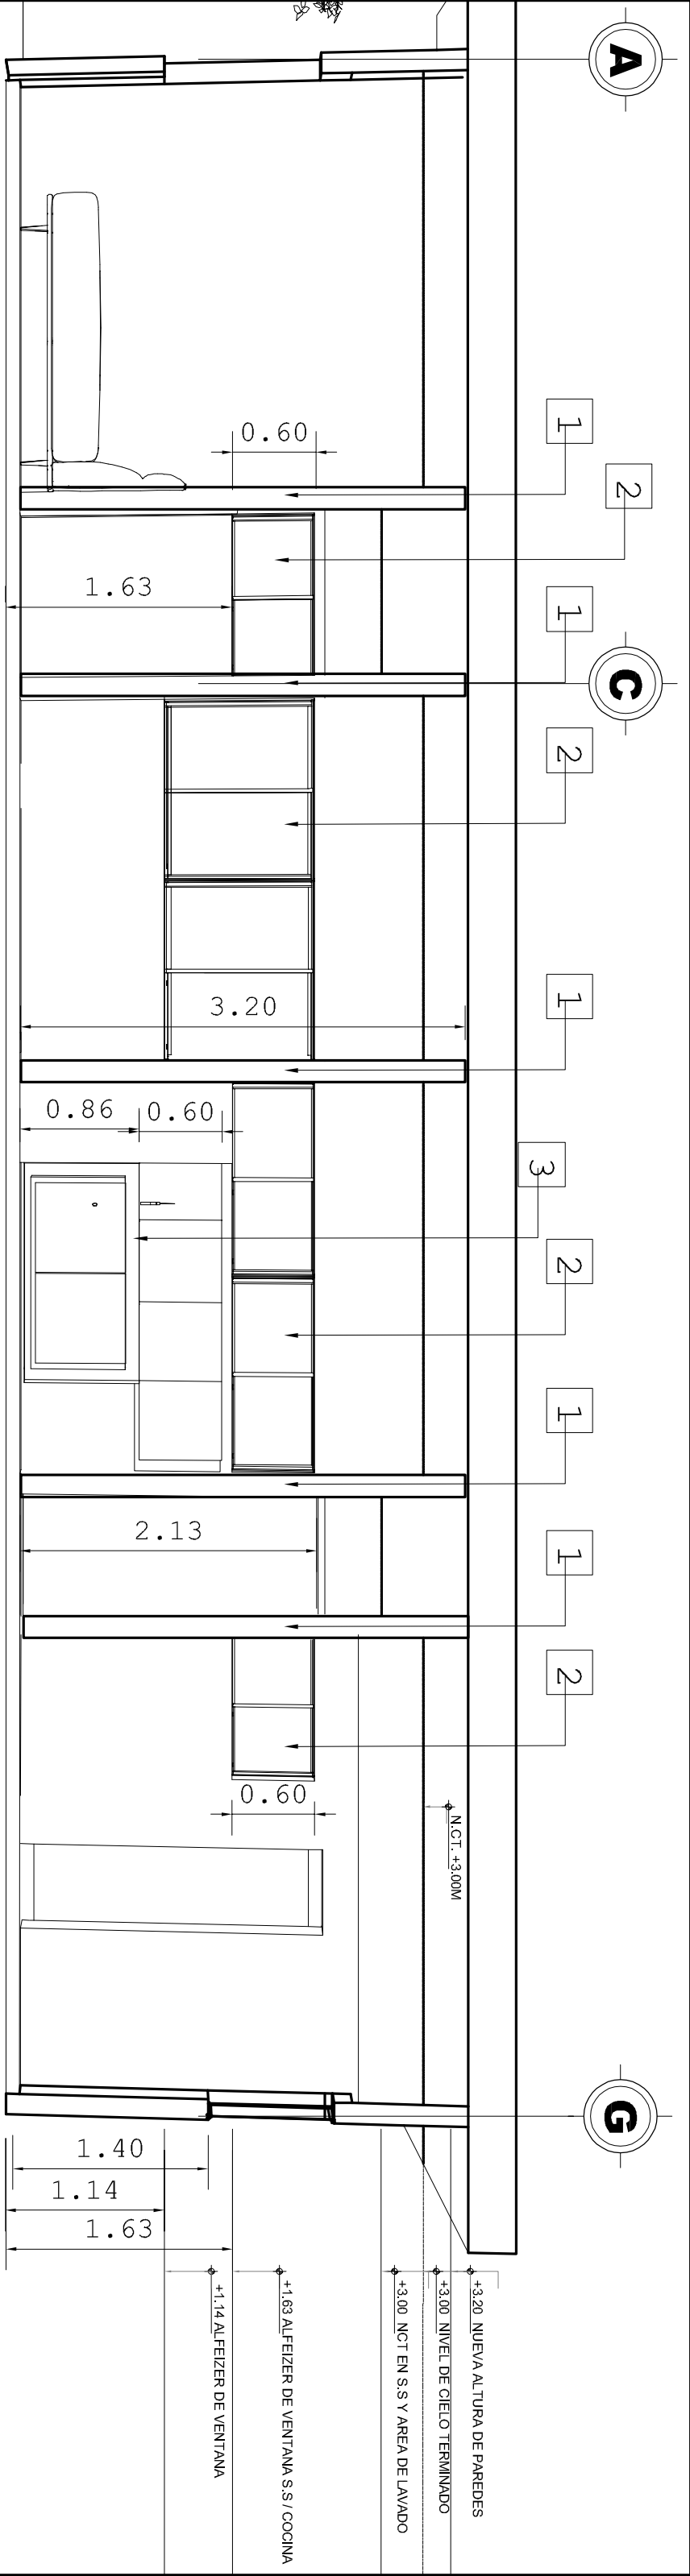 A
C
G
2
1
1
2
1
2
1
1
2
3
N.CT. +3.00M
+3.20 NUEVA ALTURA DE PAREDES
+3.00 NIVEL DE CIELO TERMINADO
+3.00 NCT EN S.S Y AREA DE LAVADO
+1.63 ALFEIZER DE VENTANA S.S / COCINA
+1.14 ALFEIZER DE VENTANA
0.60
1.63
3.20
0.86
0.60
2.13
0.60
1.40
1.14
1.63